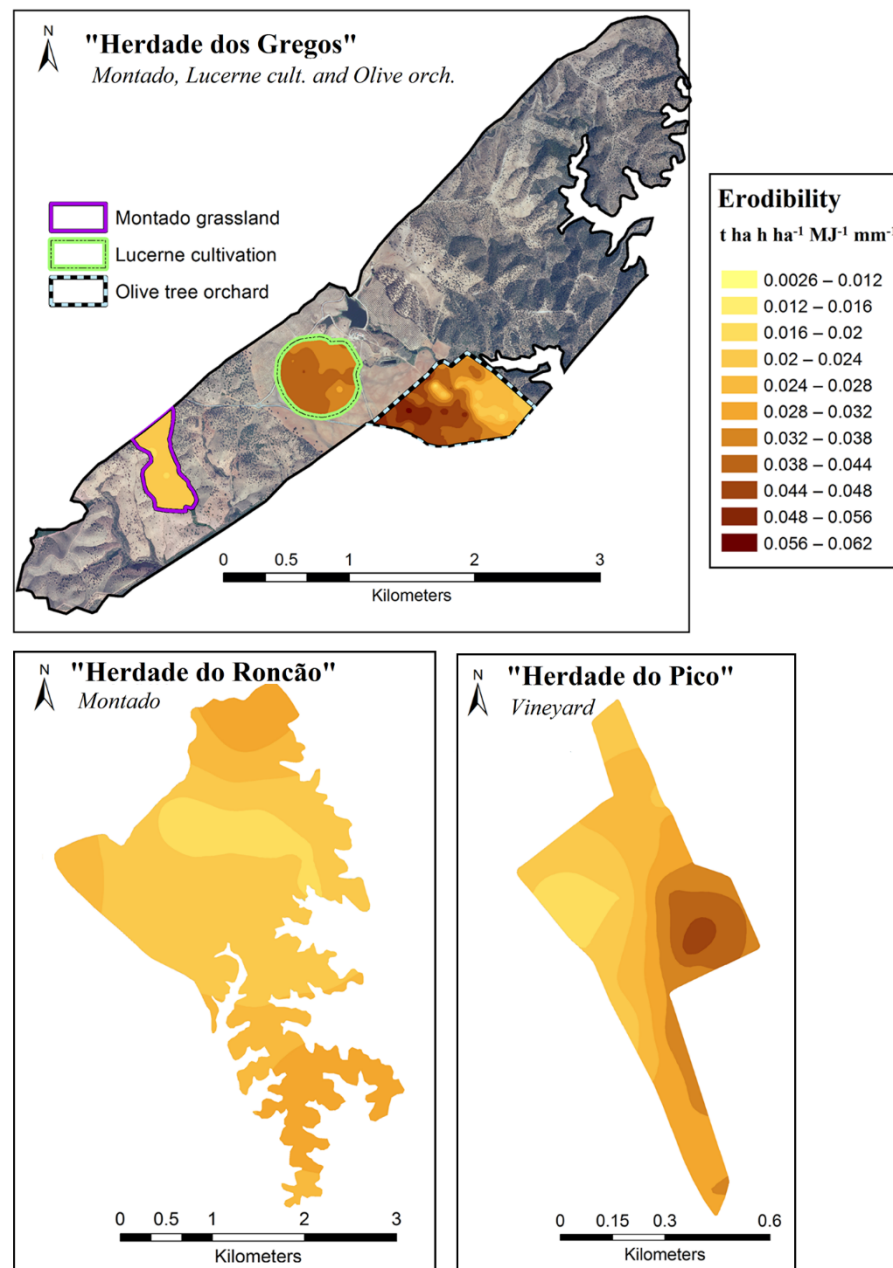 N
"Herdade dos Gregos"
Montado, Lucerne cult. and Olive orch.
Montado grassland
Lucerne cultivation
Olive tree orchard
0 0.5 1 2 3
Kilometers
Erodibility
t ha h ha⁻¹ MJ⁻¹ mm⁻¹
0.0026 – 0.012
0.012 – 0.016
0.016 – 0.02
0.02 – 0.024
0.024 – 0.028
0.028 – 0.032
0.032 – 0.038
0.038 – 0.044
0.044 – 0.048
0.048 – 0.056
0.056 – 0.062
N
"Herdade do Roncão"
Montado
0 0.5 1 2 3
Kilometers
N
"Herdade do Pico"
Vineyard
0 0.15 0.3 0.6
Kilometers